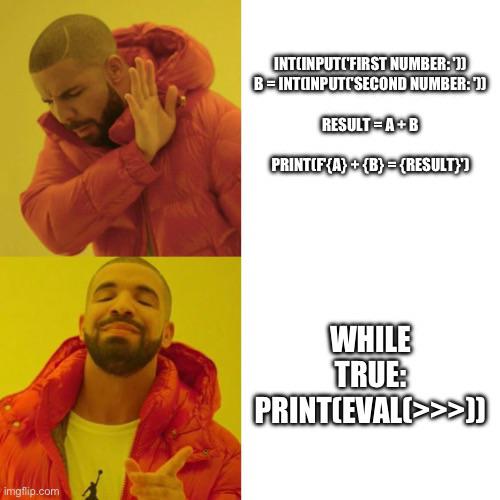 INT(INPUT('FIRST NUMBER: '))
B = INT(INPUT('SECOND NUMBER: '))
RESULT = A + B
PRINT(F'{A} + {B} = {RESULT}')
WHILE
TRUE:
PRINT(EVAL(>>>))
imgflip.com